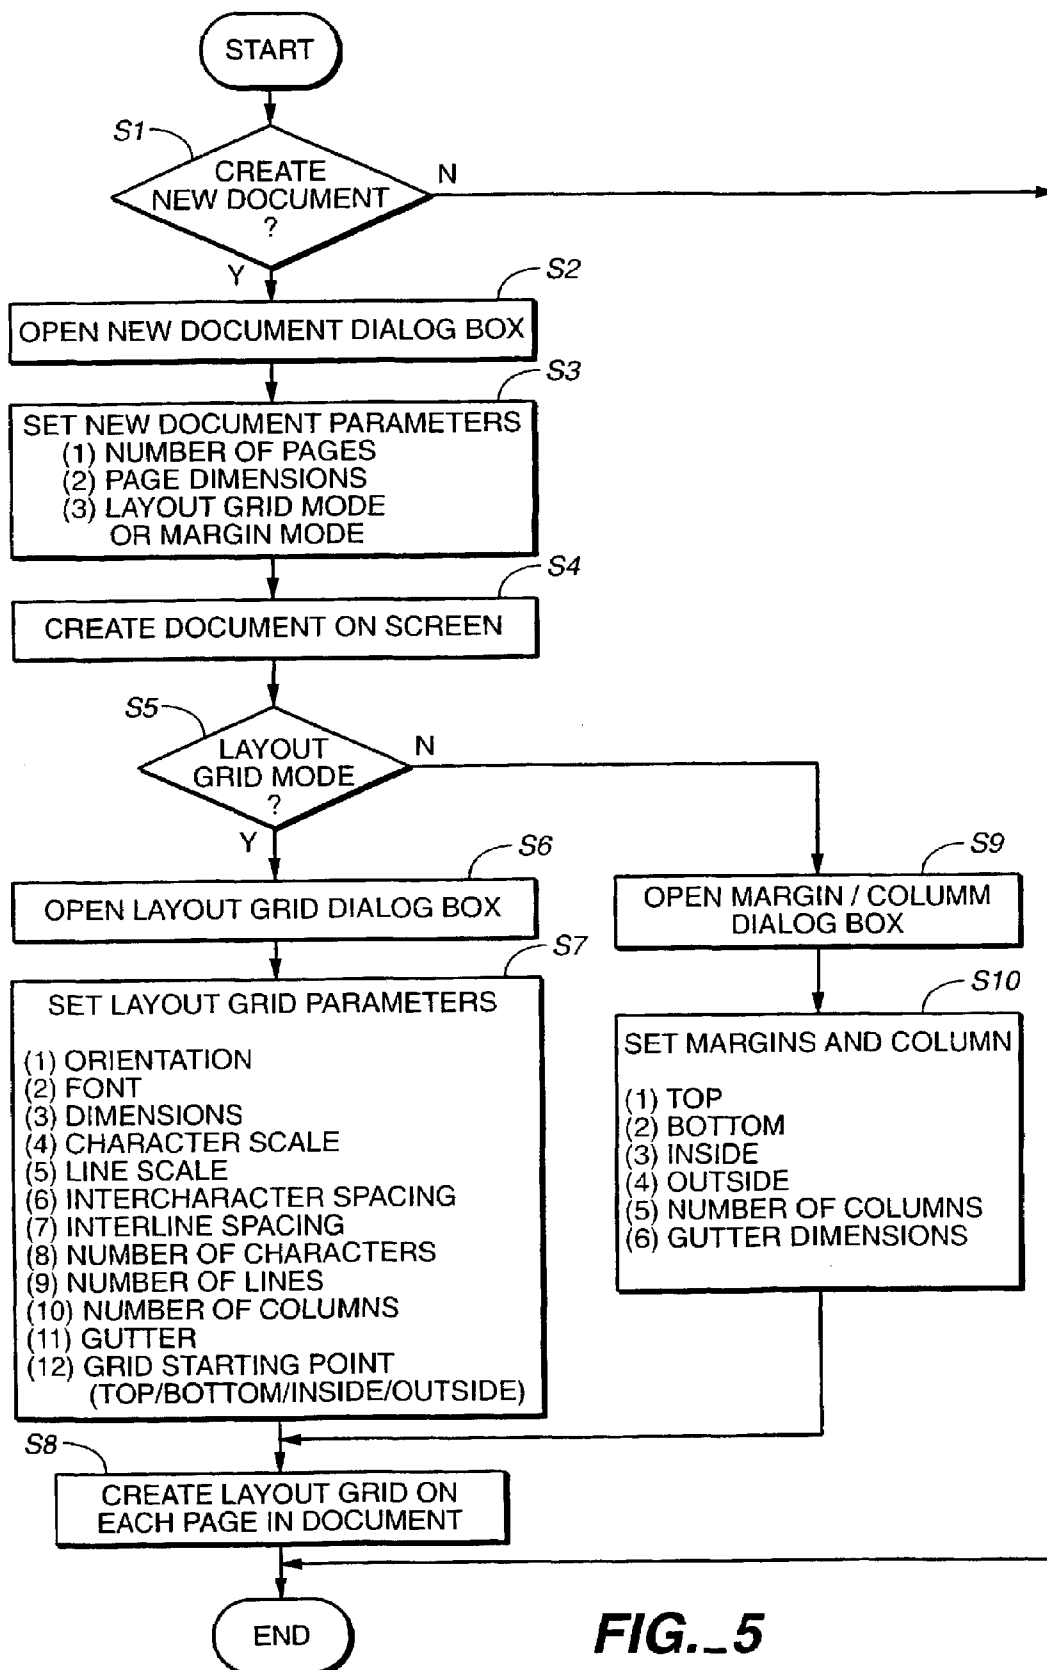 START
S1
CREATE
NEW DOCUMENT
?
N
Y
S2
OPEN NEW DOCUMENT DIALOG BOX
S3
SET NEW DOCUMENT PARAMETERS
(1) NUMBER OF PAGES
(2) PAGE DIMENSIONS
(3) LAYOUT GRID MODE
OR MARGIN MODE
S4
CREATE DOCUMENT ON SCREEN
S5
LAYOUT
GRID MODE
?
N
Y
S6
OPEN LAYOUT GRID DIALOG BOX
S7
SET LAYOUT GRID PARAMETERS
(1) ORIENTATION
(2) FONT
(3) DIMENSIONS
(4) CHARACTER SCALE
(5) LINE SCALE
(6) INTERCHARACTER SPACING
(7) INTERLINE SPACING
(8) NUMBER OF CHARACTERS
(9) NUMBER OF LINES
(10) NUMBER OF COLUMNS
(11) GUTTER
(12) GRID STARTING POINT
(TOP/BOTTOM/INSIDE/OUTSIDE)
S9
OPEN MARGIN / COLUMM
DIALOG BOX
S10
SET MARGINS AND COLUMN
(1) TOP
(2) BOTTOM
(3) INSIDE
(4) OUTSIDE
(5) NUMBER OF COLUMNS
(6) GUTTER DIMENSIONS
S8
CREATE LAYOUT GRID ON
EACH PAGE IN DOCUMENT
END
FIG._5